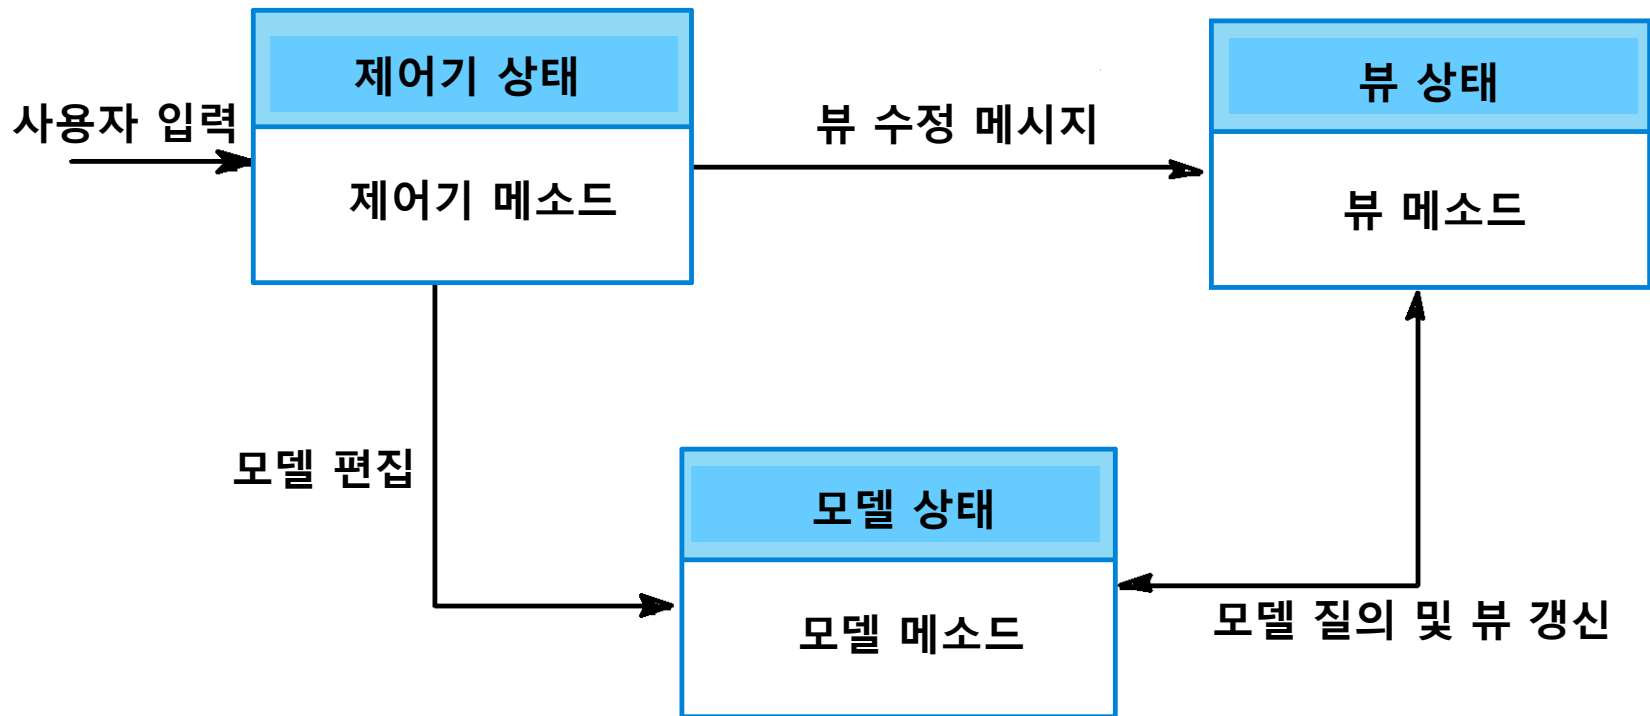 제어기 상태
뷰 상태
사용자 입력
뷰 수정 메시지
제어기 메소드
뷰 메소드
모델 편집
모델 상태
모델 메소드
모델 질의 및 뷰 갱신